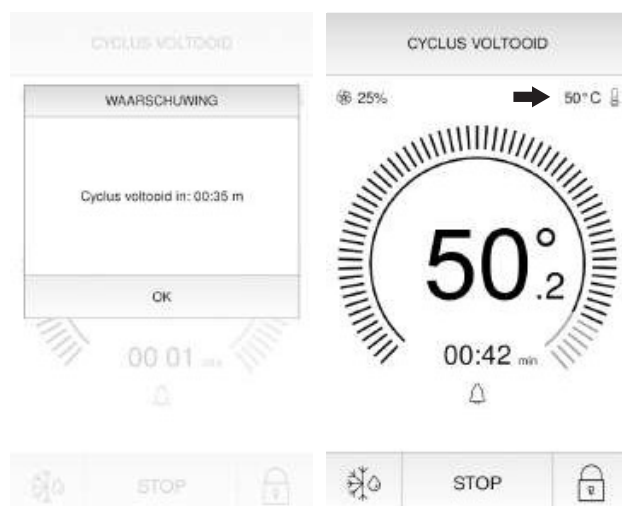 CYCLUS VOLTOOID
WAARSCHUWING
Cyclus voltooid in: 00:35 m
OK
00 01 min
STOP
CYCLUS VOLTOOID
25%
50°C
50°.2
00:42 min
STOP